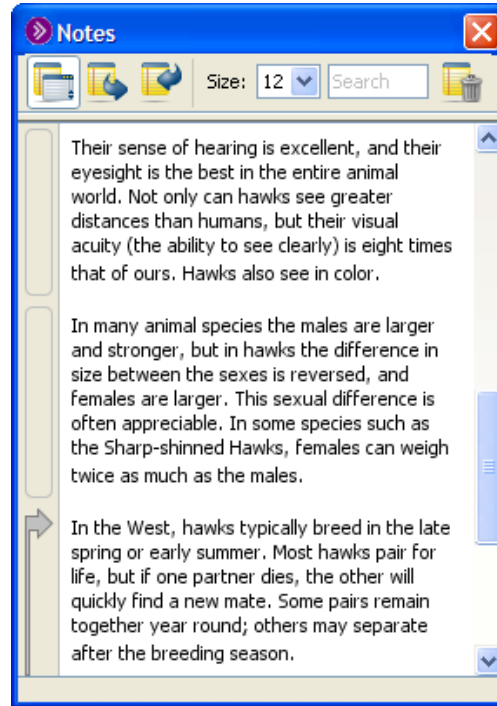 Notes
Size: 12 Search
Their sense of hearing is excellent, and their
eyesight is the best in the entire animal
world. Not only can hawks see greater
distances than humans, but their visual
acuity (the ability to see clearly) is eight times
that of ours. Hawks also see in color.
In many animal species the males are larger
and stronger, but in hawks the difference in
size between the sexes is reversed, and
females are larger. This sexual difference is
often appreciable. In some species such as
the Sharp-shinned Hawks, females can weigh
twice as much as the males.
In the West, hawks typically breed in the late
spring or early summer. Most hawks pair for
life, but if one partner dies, the other will
quickly find a new mate. Some pairs remain
together year round; others may separate
after the breeding season.